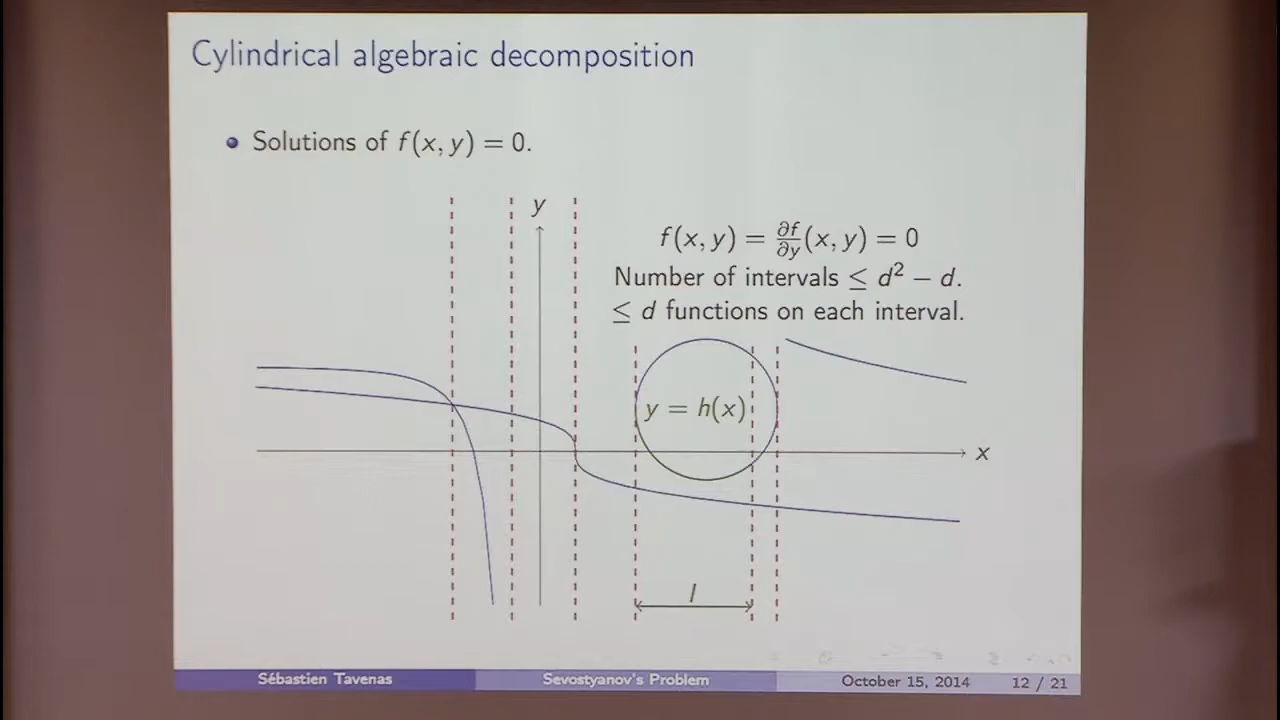 Cylindrical algebraic decomposition
Solutions of f(x, y) = 0.
y
f(x, y) = ∂f/∂y(x, y) = 0
Number of intervals ≤ d² − d.
≤ d functions on each interval.
y = h(x)
x
I
Sébastien Tavenas
Sevostyanov's Problem
October 15, 2014
12 / 21